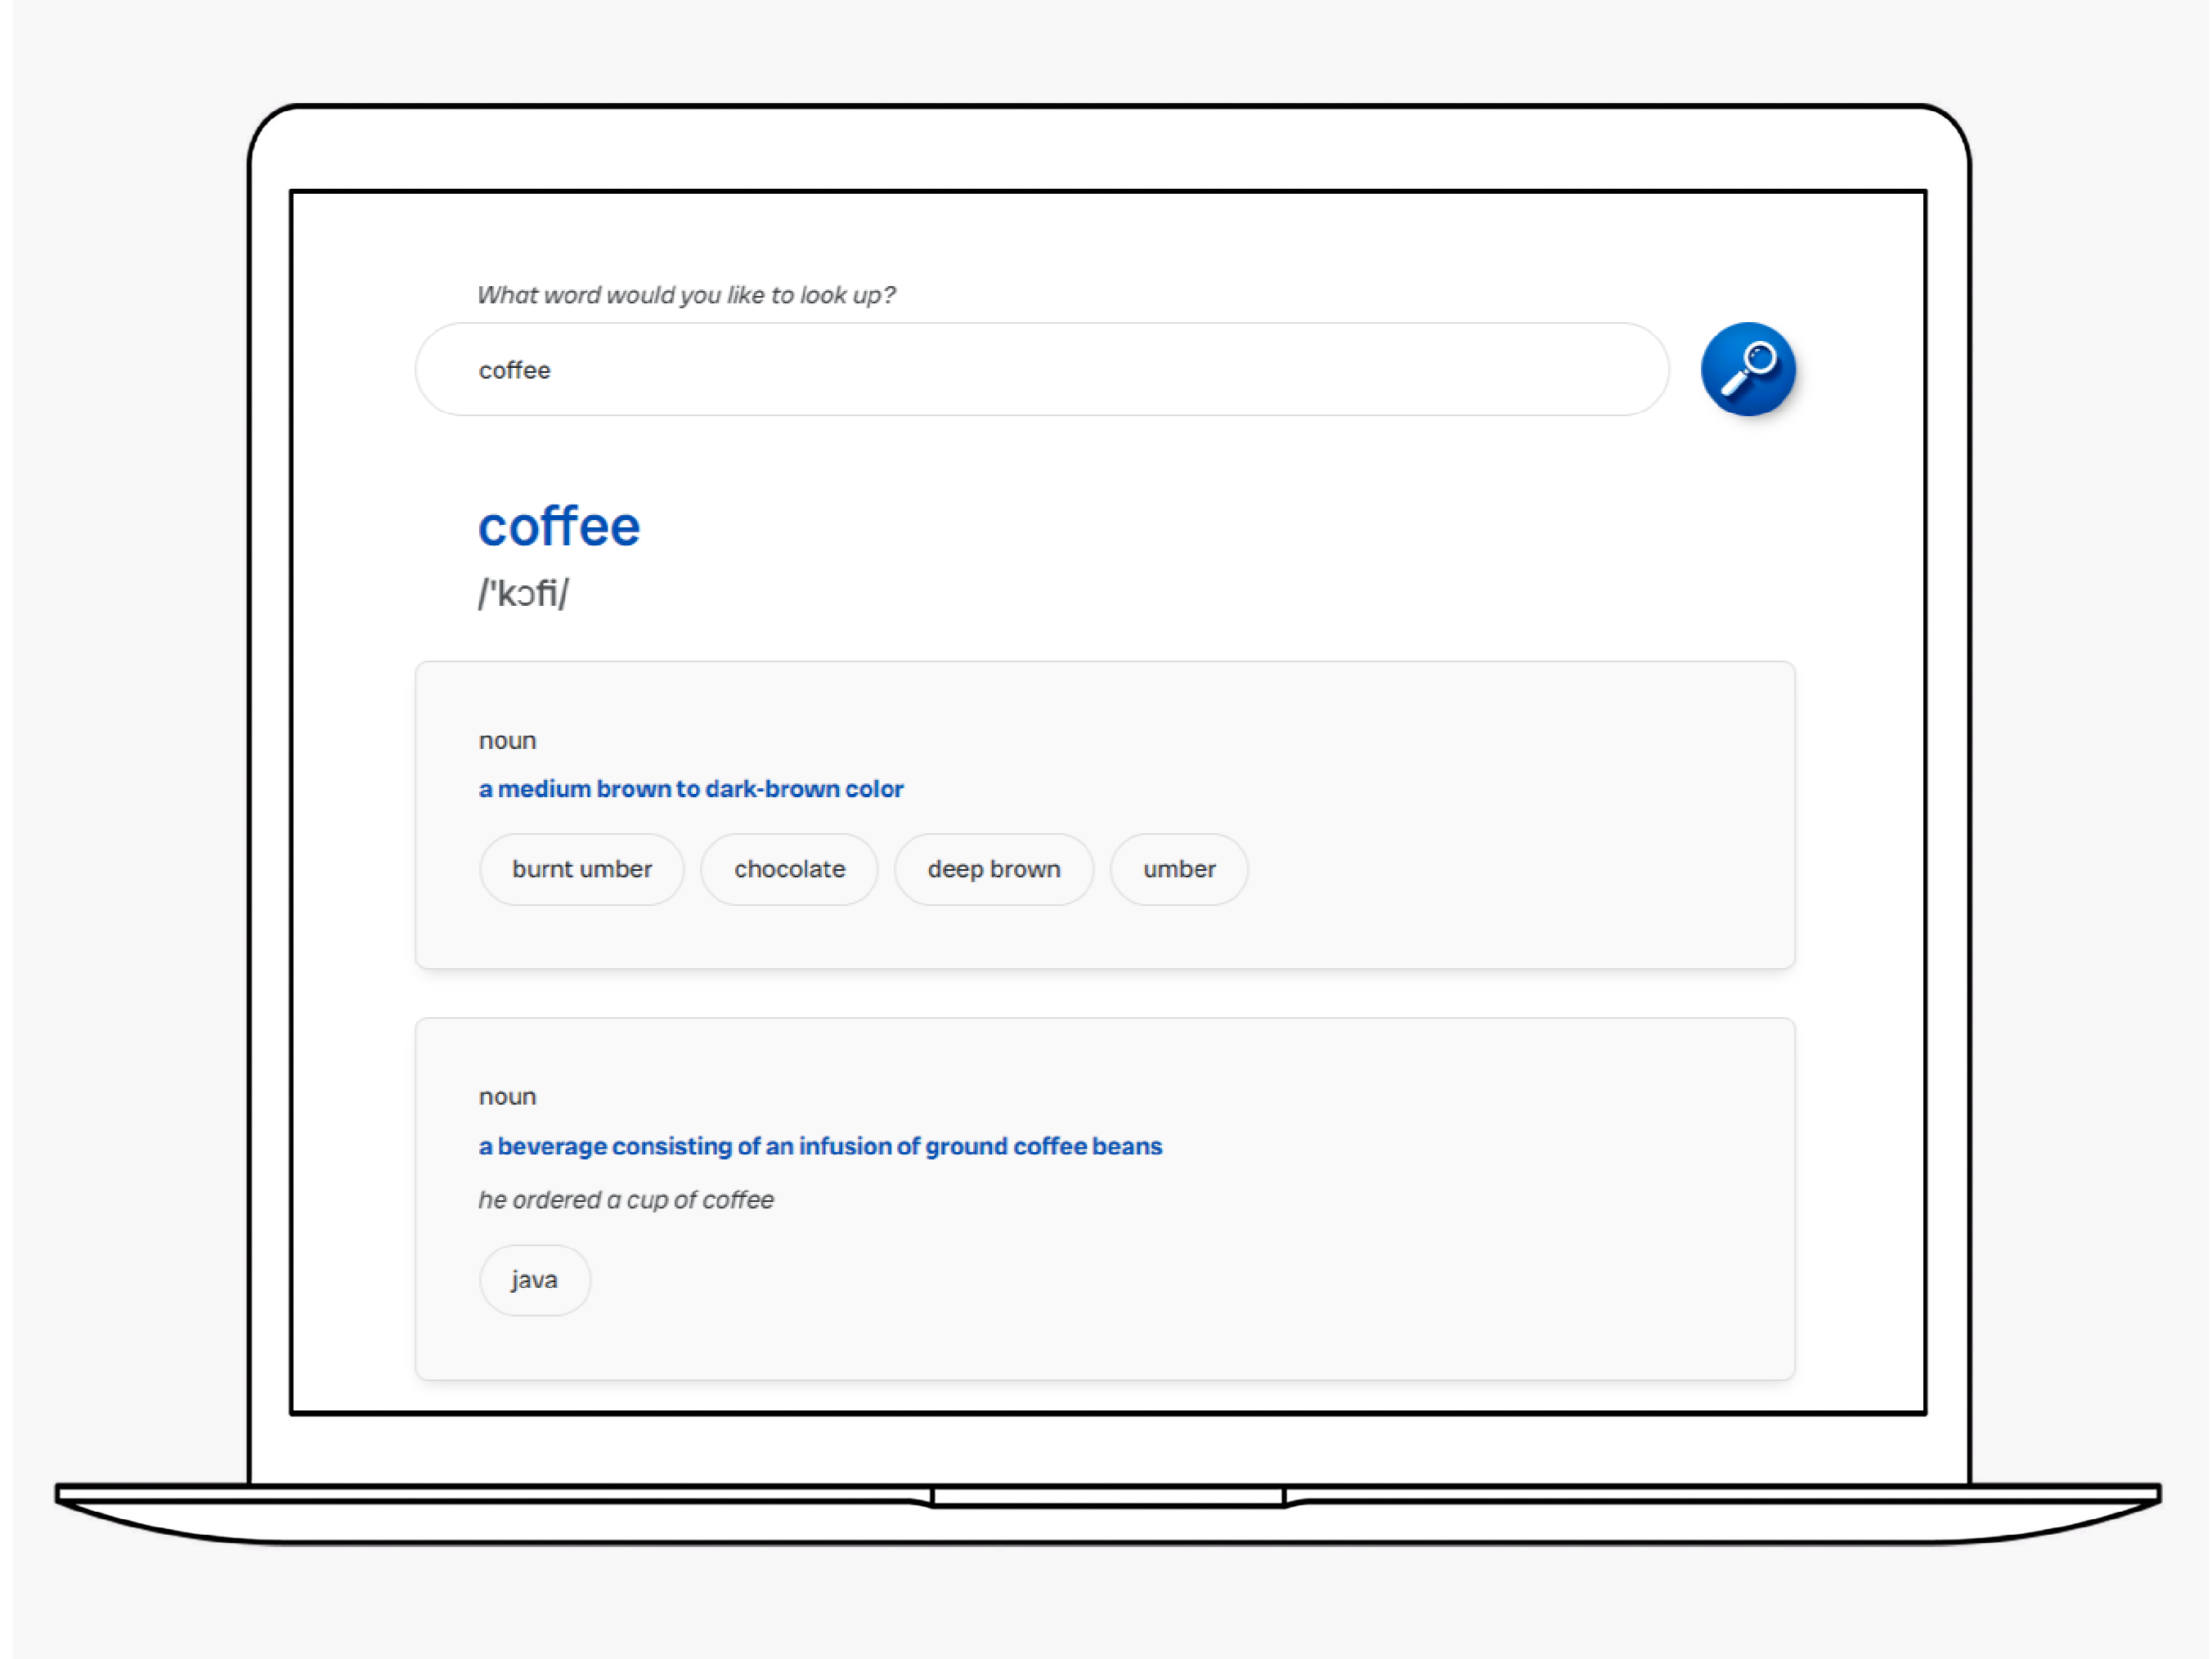 What word would you like to look up?
coffee
coffee
/'kɔfi/
noun
a medium brown to dark-brown color
burnt umber chocolate deep brown umber
noun
a beverage consisting of an infusion of ground coffee beans
he ordered a cup of coffee
java